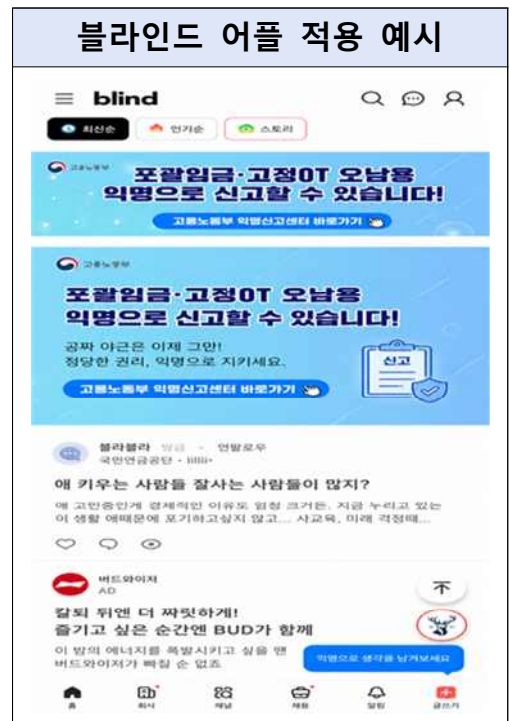 블라인드 어플 적용 예시
blind
최신순 인기순 스토리
고용노동부
포괄임금·고정OT 오남용
익명으로 신고할 수 있습니다!
고용노동부 익명신고센터 바로가기
고용노동부
포괄임금·고정OT 오남용
익명으로 신고할 수 있습니다!
공짜 야근은 이제 그만!
정당한 권리, 익명으로 지키세요.
신고
고용노동부 익명신고센터 바로가기
블라블라 방금 · 언팔로우
국민연금공단 ·
애 키우는 사람들 잘사는 사람들이 많지?
애 고민중인게 경제적인 이유도 엄청 크거든. 지금 누리고 있는
이 생활 애때문에 포기하고싶지 않고... 사교육, 미래 걱정때...
버드와이저
AD
칼퇴 뒤엔 더 짜릿하게!
즐기고 싶은 순간엔 BUD가 함께
이 밤의 에너지를 폭발시키고 싶을 땐
버드와이저가 빠질 순 없죠
익명으로 생각을 남겨보세요
홈 회사 채널 채용 알림 글쓰기